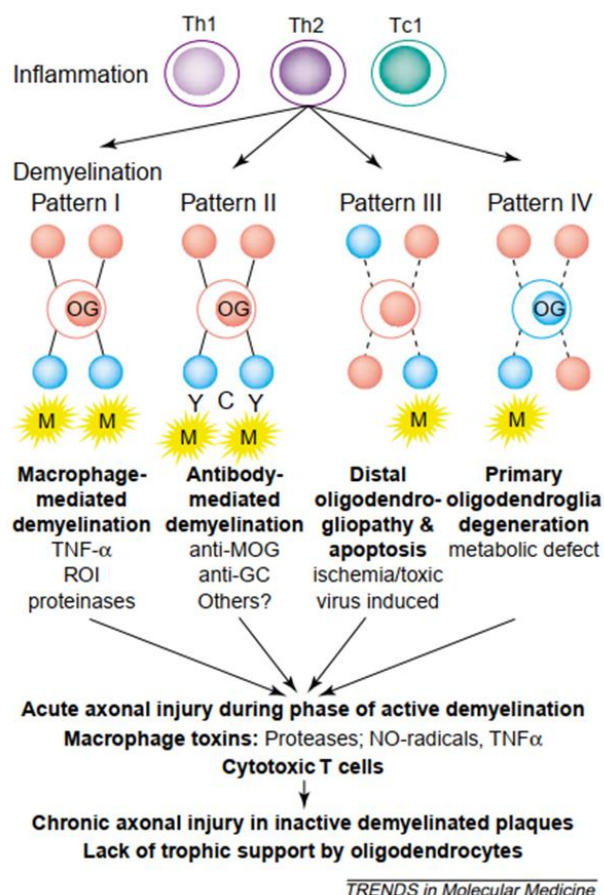 Th1 Th2 Tc1
Inflammation
Demyelination
Pattern I Pattern II Pattern III Pattern IV
OG OG OG
Y C Y
M M M M M M
Macrophage-mediated demyelination
TNF-α
ROI
proteinases
Antibody-mediated demyelination
anti-MOG
anti-GC
Others?
Distal
oligodendro-
gliopathy &
apoptosis
ischemia/toxic
virus induced
Primary
oligodendroglia
degeneration
metabolic defect
Acute axonal injury during phase of active demyelination
Macrophage toxins: Proteases; NO-radicals, TNFα
Cytotoxic T cells
Chronic axonal injury in inactive demyelinated plaques
Lack of trophic support by oligodendrocytes
TRENDS in Molecular Medicine